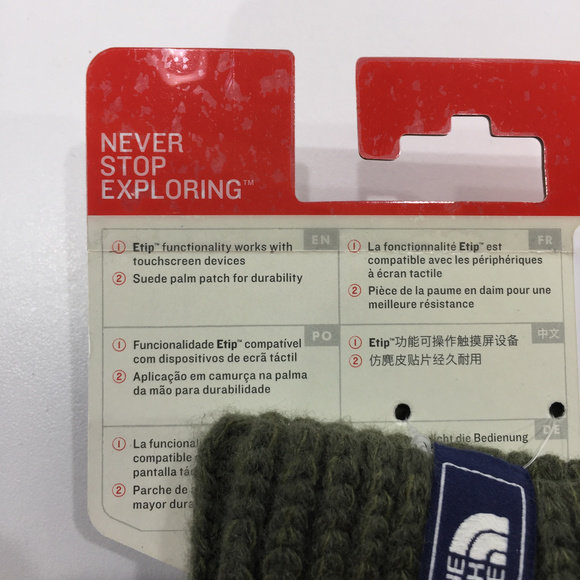 NEVER
STOP
EXPLORING™
EN
① Etip™ functionality works with
touchscreen devices
② Suede palm patch for durability
FR
① La fonctionnalité Etip™ est
compatible avec les périphériques
à écran tactile
② Pièce de la paume en daim pour une
meilleure résistance
PO
① Funcionalidade Etip™ compatível
com dispositivos de ecrã táctil
② Aplicação em camurça na palma
da mão para durabilidade
中文
① Etip™功能可操作触摸屏设备
② 仿麂皮贴片经久耐用
① La funcional
compatible
pantalla tá
② Parche de
mayor dura
DE
icht die Bedienung
THE